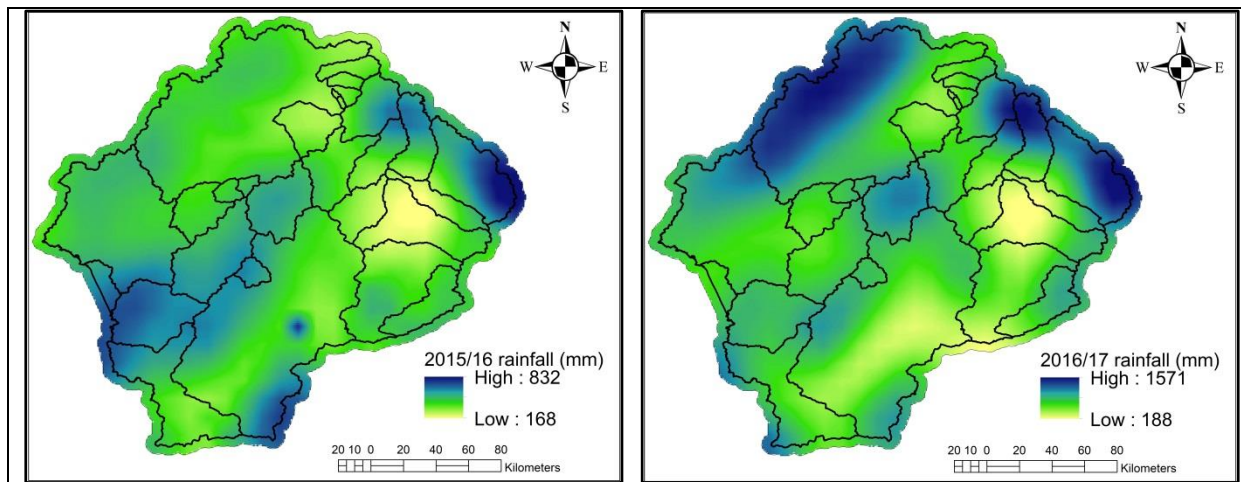 N
W E
S
2015/16 rainfall (mm)
High : 832
Low : 168
20 10 0 20 40 60 80
Kilometers
N
W E
S
2016/17 rainfall (mm)
High : 1571
Low : 188
20 10 0 20 40 60 80
Kilometers